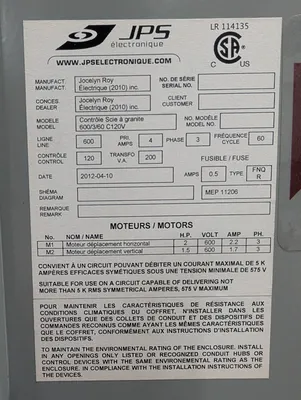 JPS
électronique
LR 114135
WWW.JPSELECTRONIQUE.COM
CSA
C US
MANUFACT. MANUFACT. Jocelyn Roy Électrique (2010) inc.
NO. DE SÉRIE SERIAL NO.
CONCES. DEALER Jocelyn Roy Électrique (2010) inc.
CLIENT CUSTOMER
MODÈLE MODEL Contrôle Scie à granite 600/3/60 C120V
NO. MODÈLE MODEL NO.
LIGNE LINE 600 PRI. AMPS 4 PHASE 3 FRÉQUENCE CYCLE 60
CONTRÔLE CONTROL 120 TRANSFO V.A. 200 FUSIBLE / FUSE
DATE 2012-04-10 AMPS 0.5 TYPE FNQ R
SHÉMA DIAGRAM MEP 11206
REMARQUE REMARK
MOTEURS / MOTORS
No. NOM / NAME H.P. VOLT AMP. PH.
M1 Moteur déplacement horizontal 2 600 2.2 3
M2 Moteur déplacement vertical 1.5 600 1.7 3
CONVIENT À UN CIRCUIT POUVANT DÉBITER UN COURANT MAXIMAL DE 5 K
AMPÈRES EFFICACES SYMÉTIQUES SOUS UNE TENSION MINIMALE DE 575 V
SUITABLE FOR USE ON A CIRCUIT CAPABLE OF DELIVERING NOT
MORE THAN 5 K RMS SYMMETRICAL AMPERES, 575 V MAXIMUM
POUR MAINTENIR LES CARACTÉRISTIQUES DE RÉSISTANCE AUX
CONDITIONS CLIMATIQUES DU COFFRET, N'INSTALLER DANS LES
OUVERTURES QUE DES COLLETS DE CONDUIT ET DES DISPOSITIFS DE
COMMANDES RECONNUS COMME AYANT LES MÊMES CARACTÉRISTIQUES
QUE LE COFFRET, CONFORMÉMENT AUX INSTRUCTIONS D'INSTALLATION
DES DISPOSITIFS.
TO MAINTAIN THE ENVIRONMENTAL RATING OF THE ENCLOSURE. INSTALL
IN ANY OPENINGS ONLY LISTED OR RECOGNIZED CONDUIT HUBS OR
CONTROL DEVICES WITH THE SAME ENVIRONMENTAL RATING AS THE
ENCLOSURE. IN COMPLIANCE WITH THE INSTALLATION INSTRUCTIONS OF
THE DEVICES.